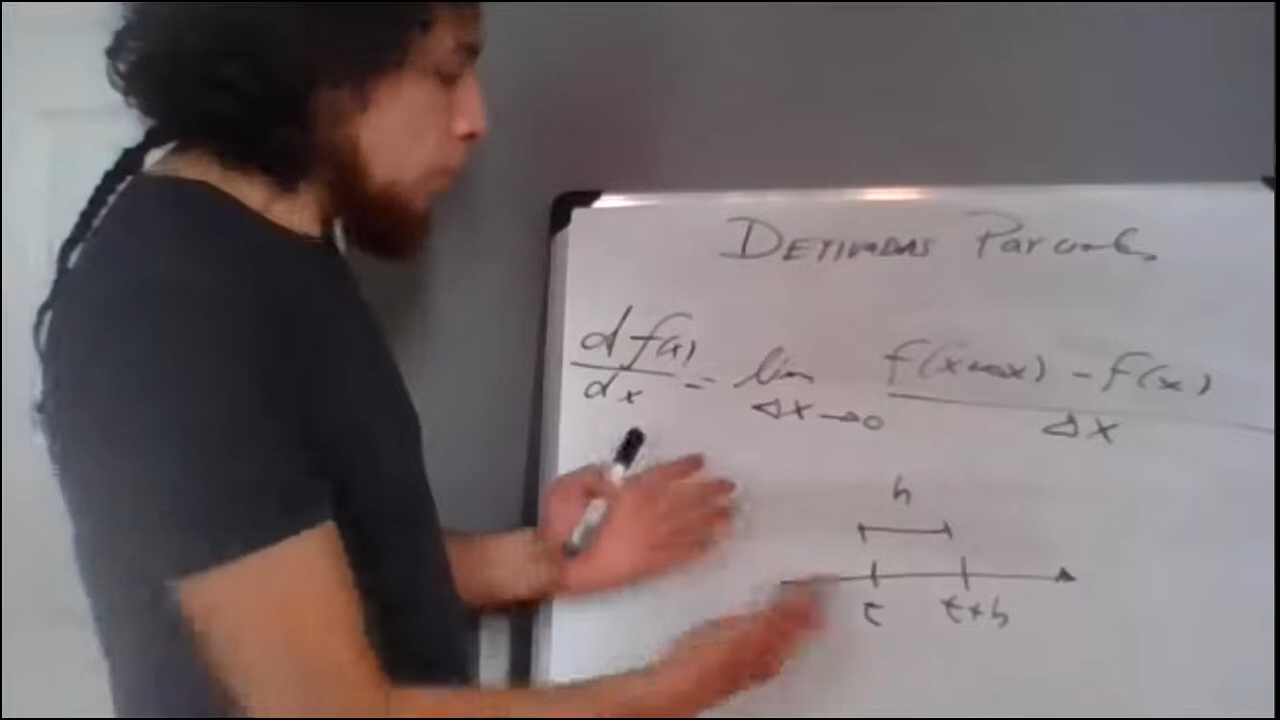 DERIVADAS Parciales
df(x)/dx = lim Δx→0 f(x+Δx) - f(x) / Δx
h
t t+h